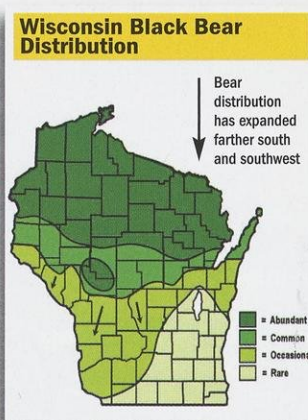 Wisconsin Black Bear
Distribution
Bear
distribution
has expanded
farther south
and southwest
= Abundant
= Common
= Occasional
= Rare